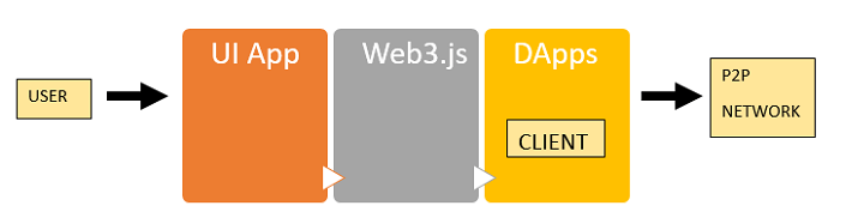 USER
UI App
Web3.js
DApps
CLIENT
P2P
NETWORK